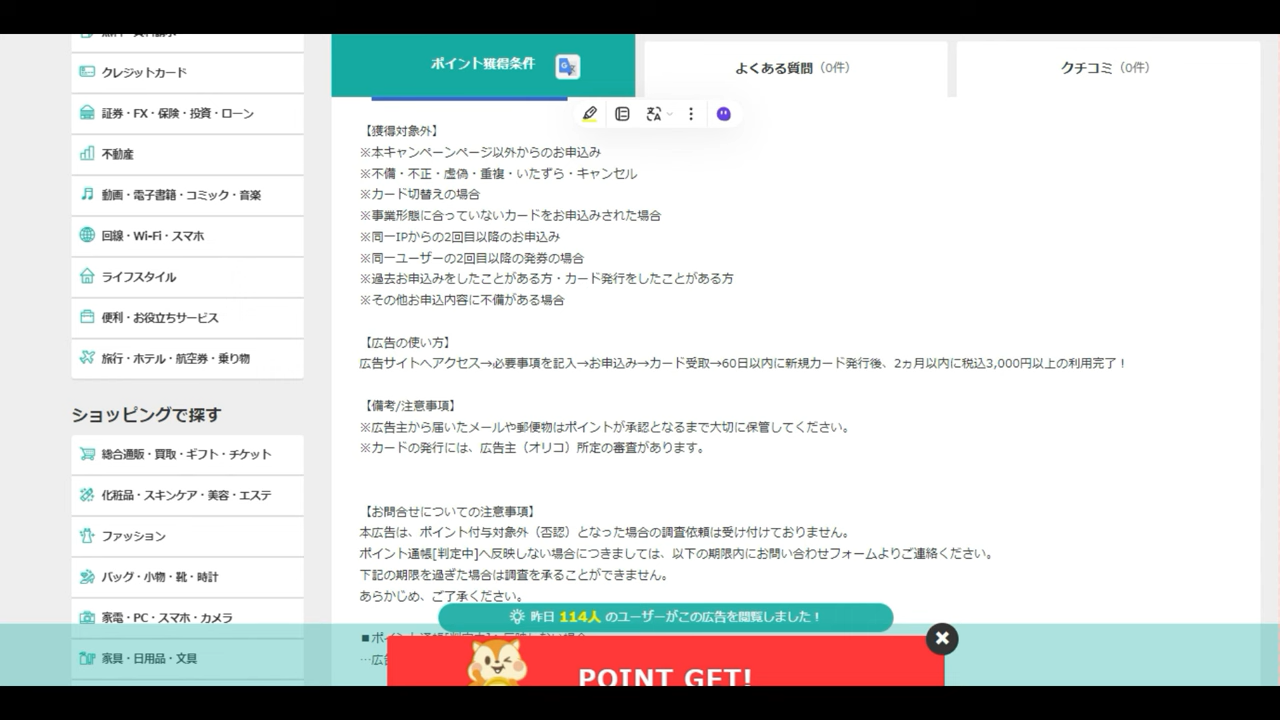 クレジットカード
証券・FX・保険・投資・ローン
不動産
動画・電子書籍・コミック・音楽
回線・Wi-Fi・スマホ
ライフスタイル
便利・お役立ちサービス
旅行・ホテル・航空券・乗り物
ショッピングで探す
総合通販・買取・ギフト・チケット
化粧品・スキンケア・美容・エステ
ファッション
バッグ・小物・靴・時計
家電・PC・スマホ・カメラ
家具・日用品・文具
ポイント獲得条件
よくある質問（0件）
クチコミ（0件）
【獲得対象外】
※本キャンペーンページ以外からのお申込み
※不備・不正・虚偽・重複・いたずら・キャンセル
※カード切替えの場合
※事業形態に合っていないカードをお申込みされた場合
※同一IPからの2回目以降のお申込み
※同一ユーザーの2回目以降の発券の場合
※過去お申込みをしたことがある方・カード発行をしたことがある方
※その他お申込内容に不備がある場合
【広告の使い方】
広告サイトへアクセス→必要事項を記入→お申込み→カード受取→60日以内に新規カード発行後、2ヵ月以内に税込3,000円以上の利用完了！
【備考/注意事項】
※広告主から届いたメールや郵便物はポイントが承認となるまで大切に保管してください。
※カードの発行には、広告主（オリコ）所定の審査があります。
【お問合せについての注意事項】
本広告は、ポイント付与対象外（否認）となった場合の調査依頼は受け付けておりません。
ポイント通帳[判定中]へ反映しない場合につきましては、以下の期限内にお問い合わせフォームよりご連絡ください。
下記の期限を過ぎた場合は調査を承ることができません。
あらかじめ、ご了承ください。
昨日 114人 のユーザーがこの広告を閲覧しました！
■ポ
…広
POINT GET!